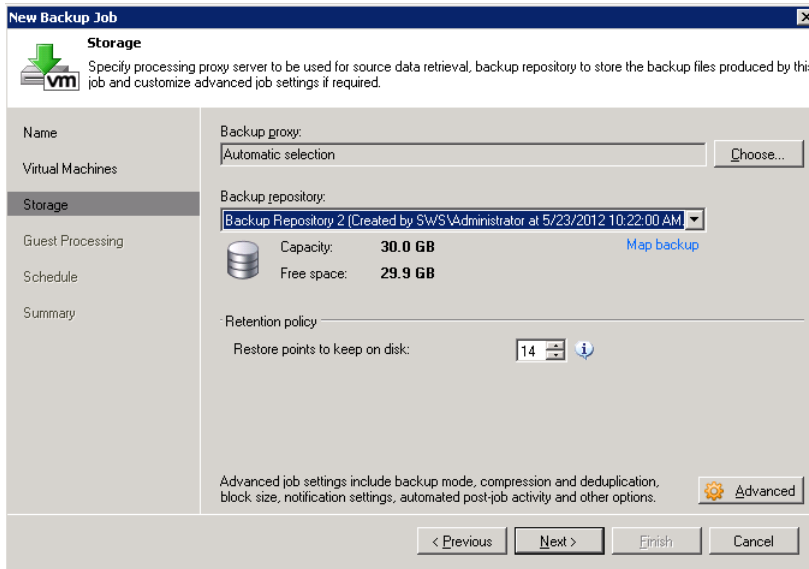 New Backup Job
Storage
Specify processing proxy server to be used for source data retrieval, backup repository to store the backup files produced by this
job and customize advanced job settings if required.
vm
Name
Virtual Machines
Storage
Guest Processing
Schedule
Summary
Backup proxy:
Automatic selection
Choose...
Backup repository:
Backup Repository 2 (Created by SWS\Administrator at 5/23/2012 10:22:00 AM.
Capacity: 30.0 GB
Map backup
Free space: 29.9 GB
Retention policy
Restore points to keep on disk: 14
Advanced job settings include backup mode, compression and deduplication,
block size, notification settings, automated post-job activity and other options.
Advanced
< Previous Next > Finish Cancel